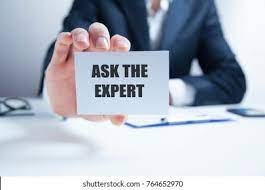 ASK THE
EXPERT
shutterstock.com · 764652970